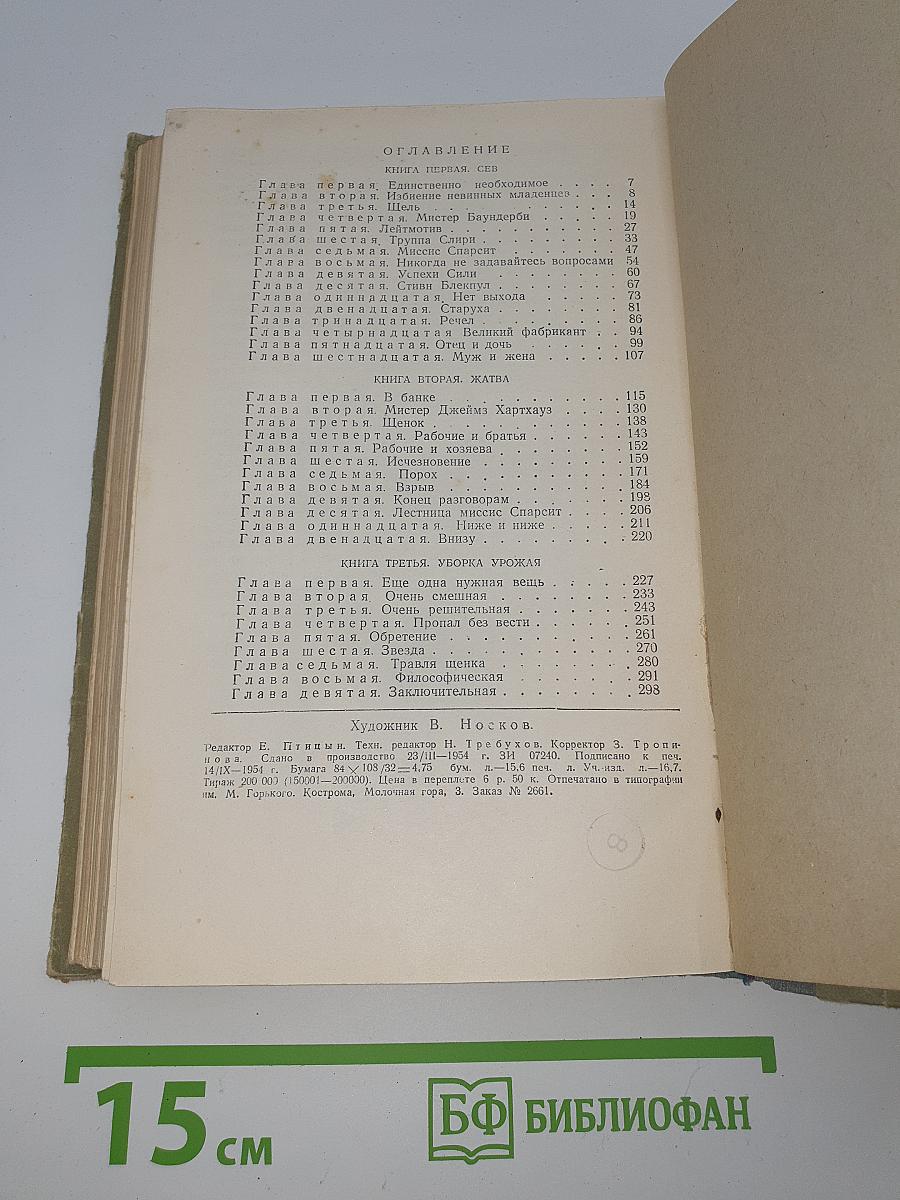 ОГЛАВЛЕНИЕ
КНИГА ПЕРВАЯ. СЕВ
Глава первая. Единственно необходимое . . . . 7
Глава вторая. Избиение невинных младенцев . . . 8
Глава третья. Щель . . . . . . . . . 14
Глава четвертая. Мистер Баундерби . . . . . 19
Глава пятая. Лейтмотив . . . . . . . . . 27
Глава шестая. Труппа Слири . . . . . . . . 33
Глава седьмая. Миссис Спарсит . . . . . . . 47
Глава восьмая. Никогда не задавайтесь вопросами 54
Глава девятая. Успехи Сили . . . . . . . . 60
Глава десятая. Стивн Блекпул . . . . . . . 67
Глава одиннадцатая. Нет выхода . . . . . 73
Глава двенадцатая. Старуха . . . . . . . . 81
Глава тринадцатая. Речел . . . . . . . . . 86
Глава четырнадцатая Великий фабрикант . . 94
Глава пятнадцатая. Отец и дочь . . . . . . 99
Глава шестнадцатая. Муж и жена . . . . . 107
КНИГА ВТОРАЯ. ЖАТВА
Глава первая. В банке . . . . . . . . . . . 115
Глава вторая. Мистер Джеймз Хартхауз . . . . 130
Глава третья. Щенок . . . . . . . . . . . 138
Глава четвертая. Рабочие и братья . . . . . . 143
Глава пятая. Рабочие и хозяева . . . . . . . . 152
Глава шестая. Исчезновение . . . . . . . . . 159
Глава седьмая. Порох . . . . . . . . . . . 171
Глава восьмая. Взрыв . . . . . . . . . . . 184
Глава девятая. Конец разговорам . . . . . . . 198
Глава десятая. Лестница миссис Спарсит . . . . 206
Глава одиннадцатая. Ниже и ниже . . . . . 211
Глава двенадцатая. Внизу . . . . . . . . . 220
КНИГА ТРЕТЬЯ. УБОРКА УРОЖАЯ
Глава первая. Еще одна нужная вещь . . . . . 227
Глава вторая. Очень смешная . . . . . . . . 233
Глава третья. Очень решительная . . . . . . . 243
Глава четвертая. Пропал без вести . . . . . . 251
Глава пятая. Обретение . . . . . . . . . . 261
Глава шестая. Звезда . . . . . . . . . . . 270
Глава седьмая. Травля щенка . . . . . . . . 280
Глава восьмая. Философическая . . . . . . . 291
Глава девятая. Заключительная . . . . . . . . 298
Художник В. Носков.
Редактор Е. Птицын. Техн. редактор Н. Требухов. Корректор З. Тропи-
нова. Сдано в производство 23/III—1954 г. ЗИ 07240. Подписано к печ.
14/IX—1954 г. Бумага 84×108/32=4,75 бум. л.—15,6 печ. л. Уч.-изд. л.—16,7.
Тираж 200 000 (150001—200000). Цена в переплете 6 р. 50 к. Отпечатано в типографии
им. М. Горького. Кострома, Молочная гора, 3. Заказ № 2661.
8
15 см
БФ БИБЛИОФАН